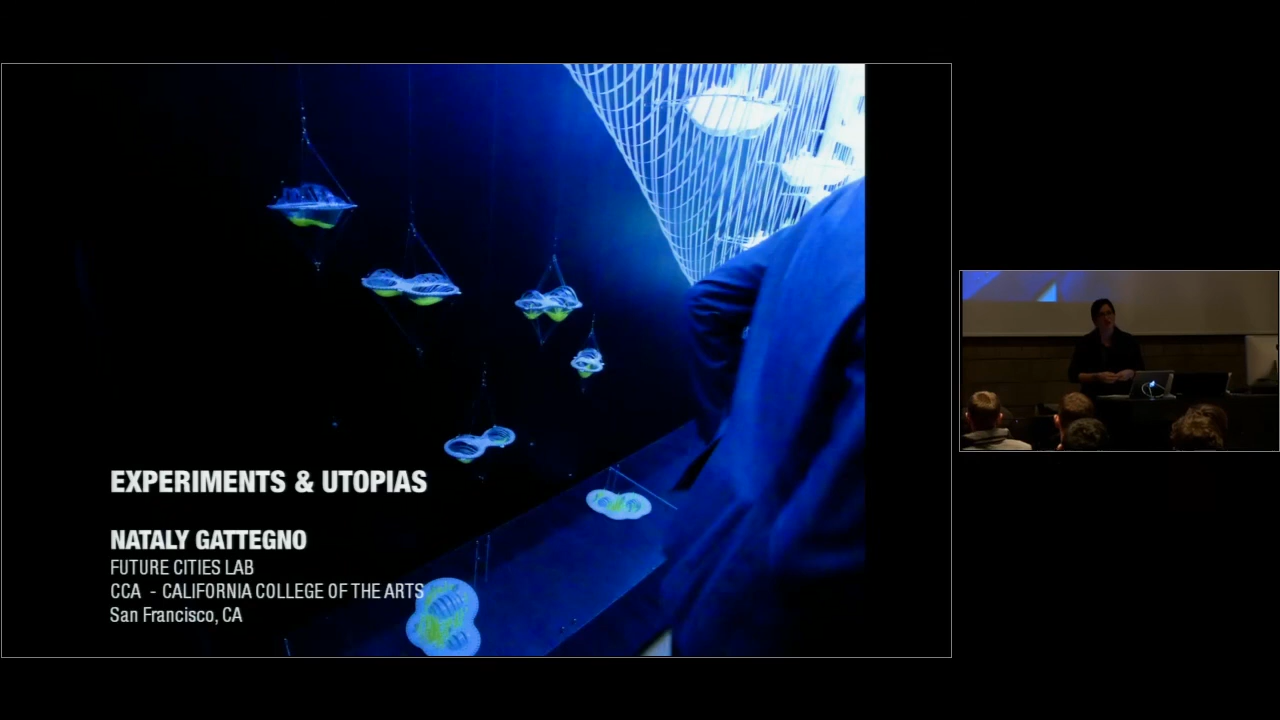 EXPERIMENTS & UTOPIAS
NATALY GATTEGNO
FUTURE CITIES LAB
CCA - CALIFORNIA COLLEGE OF THE ARTS
San Francisco, CA